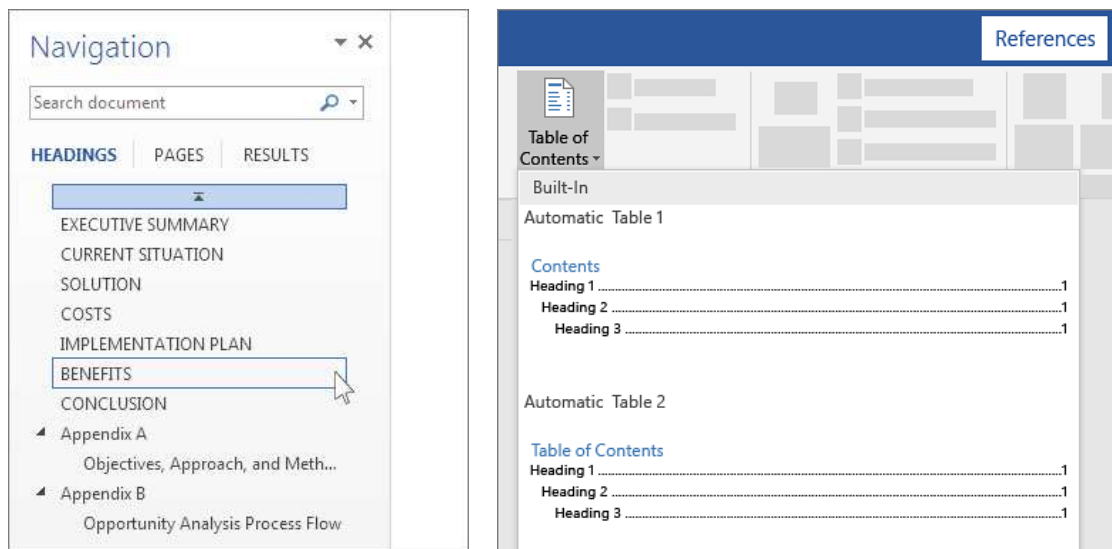 Navigation
Search document
HEADINGS PAGES RESULTS
EXECUTIVE SUMMARY
CURRENT SITUATION
SOLUTION
COSTS
IMPLEMENTATION PLAN
BENEFITS
CONCLUSION
Appendix A
Objectives, Approach, and Meth...
Appendix B
Opportunity Analysis Process Flow
References
Table of
Contents
Built-In
Automatic Table 1
Contents
Heading 1 ........................................................1
Heading 2 ........................................................1
Heading 3 ........................................................1
Automatic Table 2
Table of Contents
Heading 1 ........................................................1
Heading 2 ........................................................1
Heading 3 ........................................................1